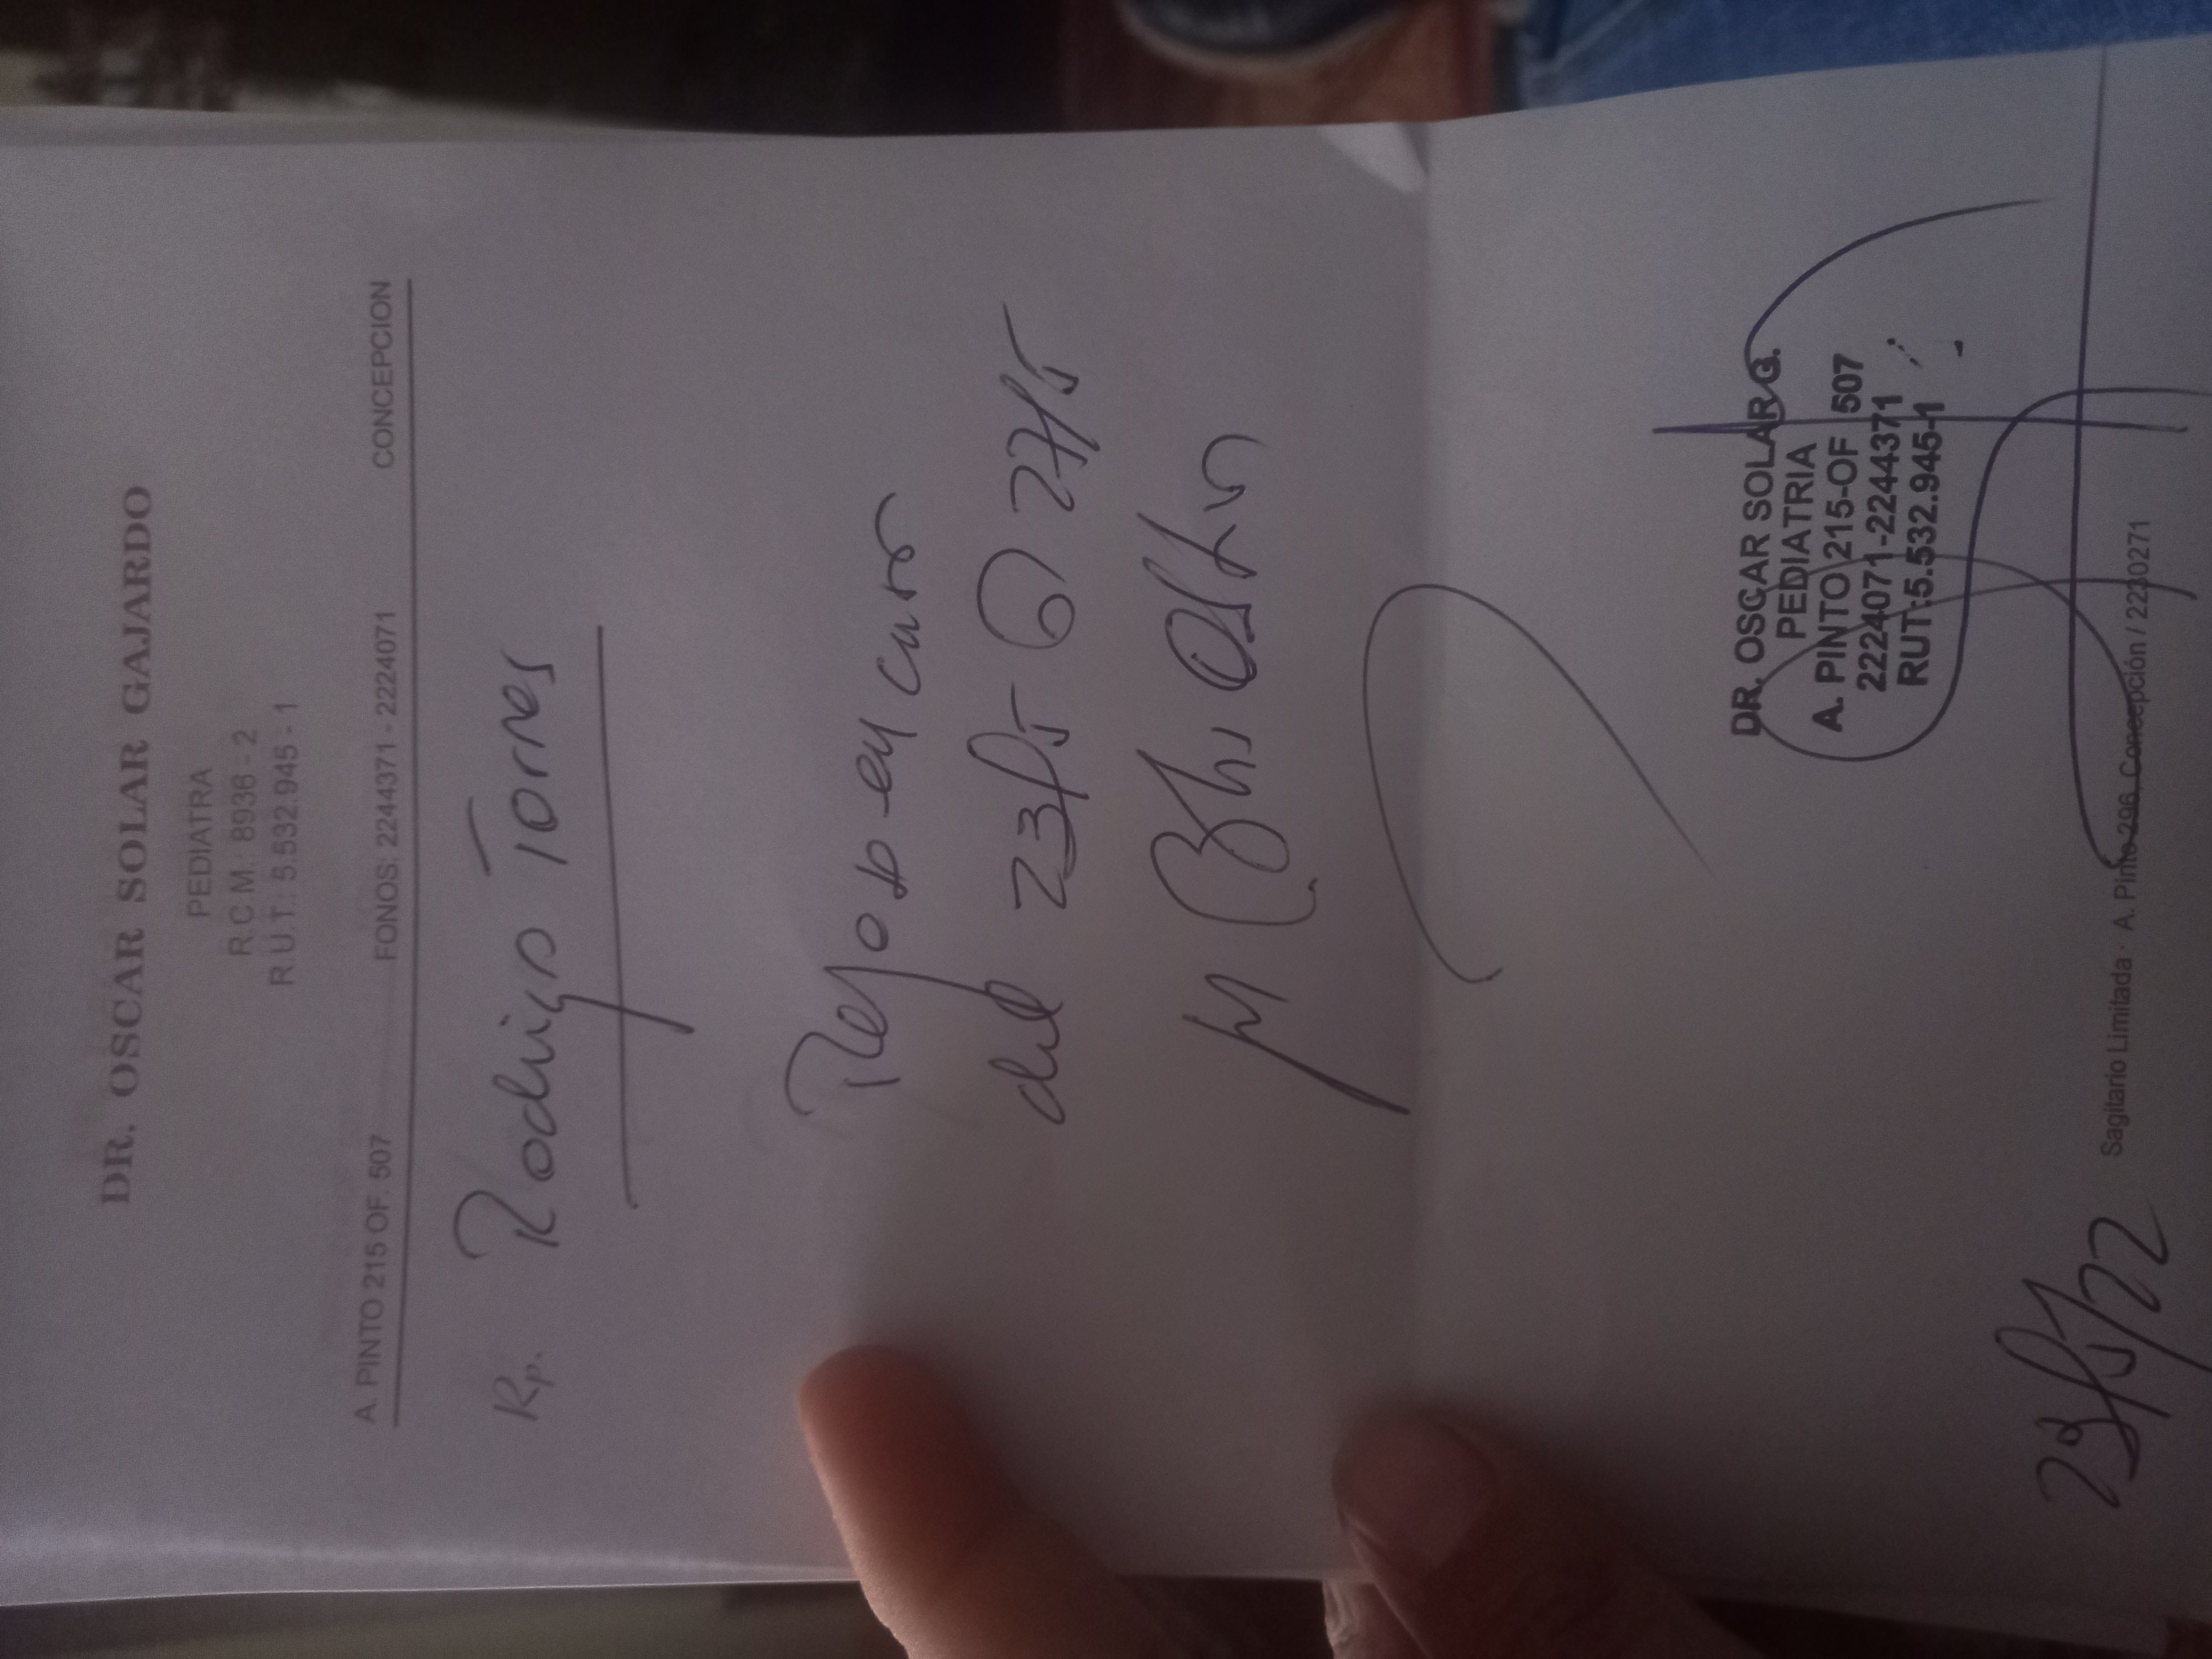 DR. OSCAR SOLAR GAJARDO
PEDIATRA
R.C.M.: 8936 - 2
R.U.T.: 5.532.945 - 1
A. PINTO 215 OF. 507 FONOS: 2244371 - 2224071 CONCEPCION
Rp. Rodrigo Torres
Reposo en casa
del 23/5 al 27/5
por
DR. OSCAR SOLAR G.
PEDIATRIA
A. PINTO 215-OF 507
2224071-2244371
RUT:5.532.945-1
23/5/22
Sagitario Limitada · A. Pinto 296, Concepción / 2230271